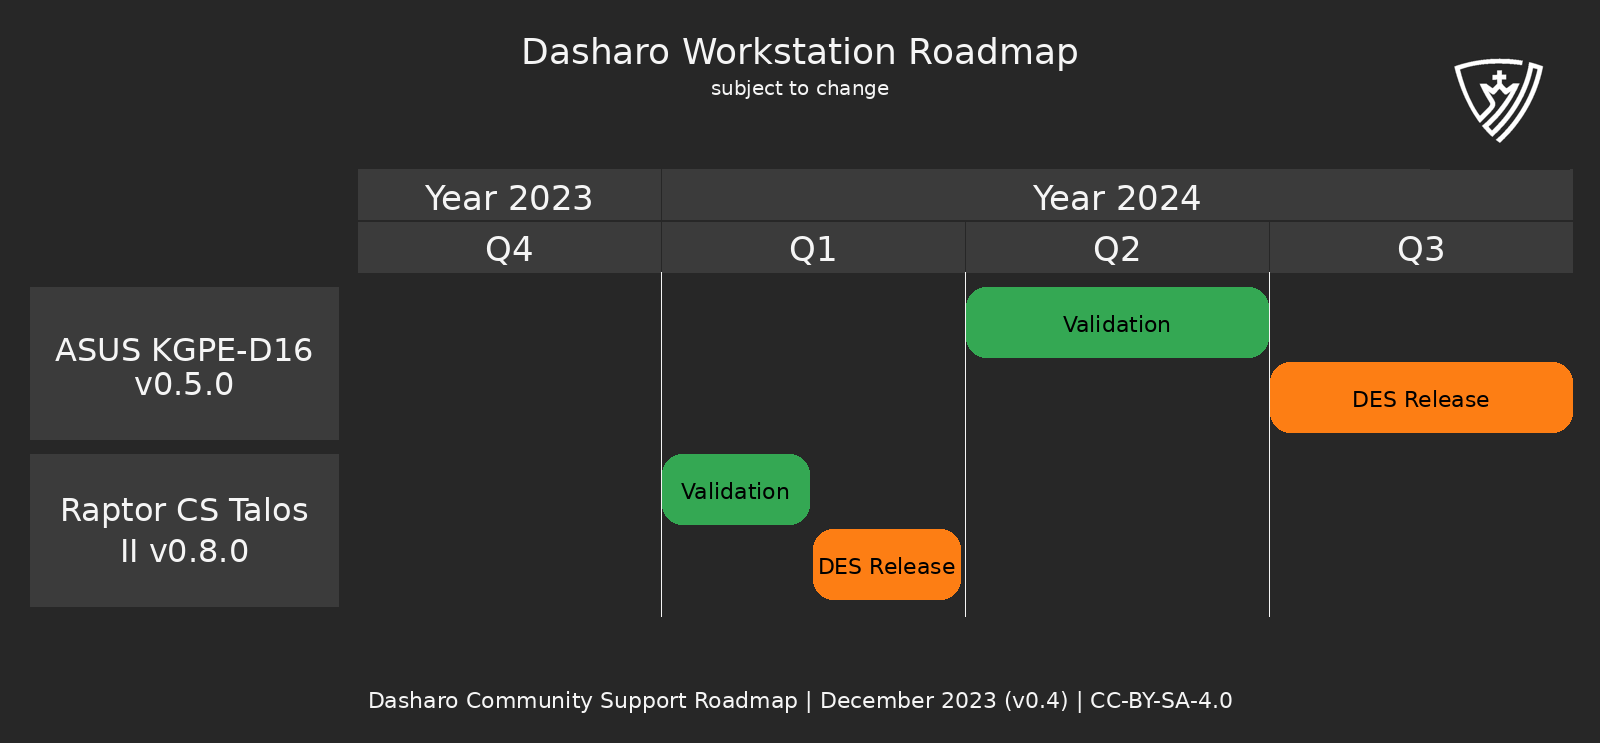 Dasharo Workstation Roadmap
subject to change
Year 2023
Year 2024
Q4
Q1
Q2
Q3
ASUS KGPE-D16
v0.5.0
Validation
DES Release
Raptor CS Talos
II v0.8.0
Validation
DES Release
Dasharo Community Support Roadmap | December 2023 (v0.4) | CC-BY-SA-4.0